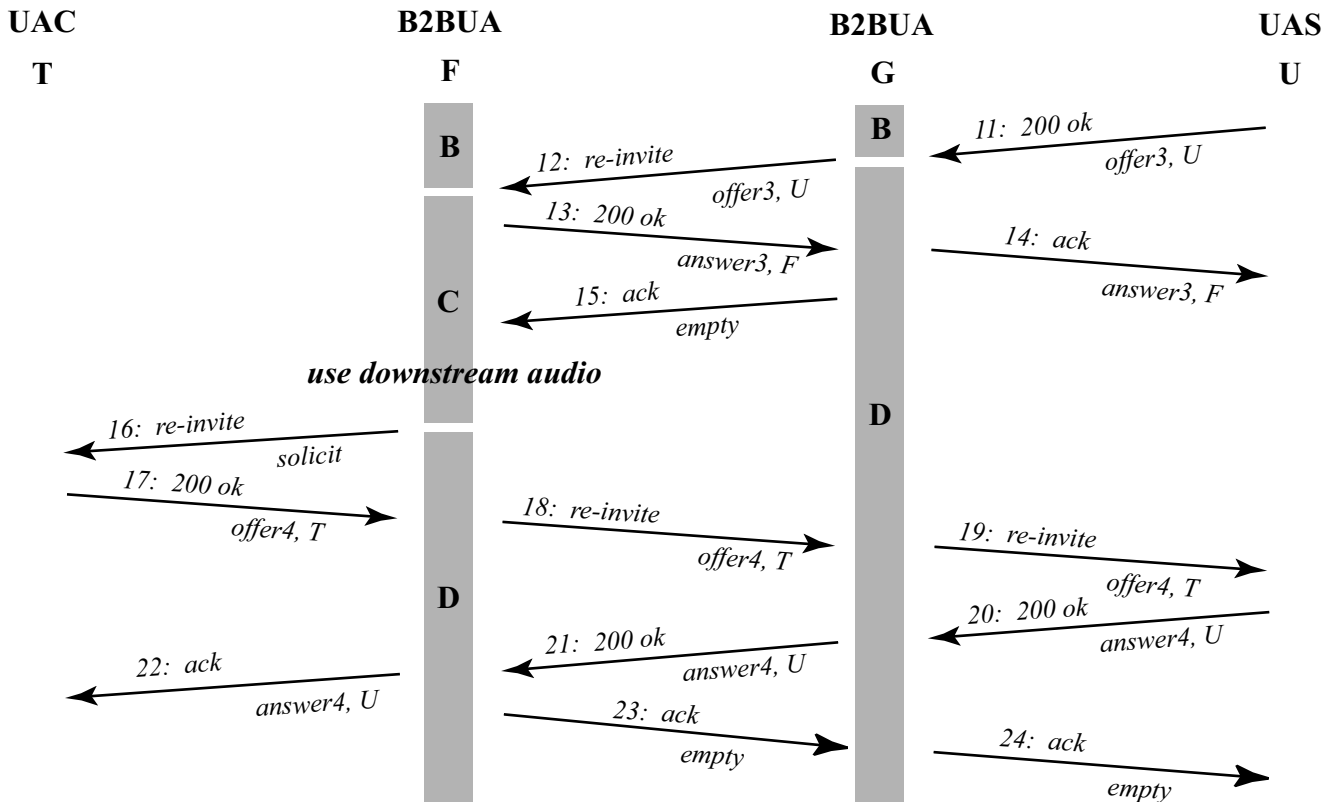 UAC
B2BUA
B2BUA
UAS
T
F
G
U
B
B
11: 200 ok
offer3, U
12: re-invite
offer3, U
13: 200 ok
answer3, F
14: ack
answer3, F
C
15: ack
empty
use downstream audio
D
16: re-invite
solicit
17: 200 ok
offer4, T
18: re-invite
offer4, T
19: re-invite
offer4, T
D
20: 200 ok
answer4, U
21: 200 ok
answer4, U
22: ack
answer4, U
23: ack
empty
24: ack
empty